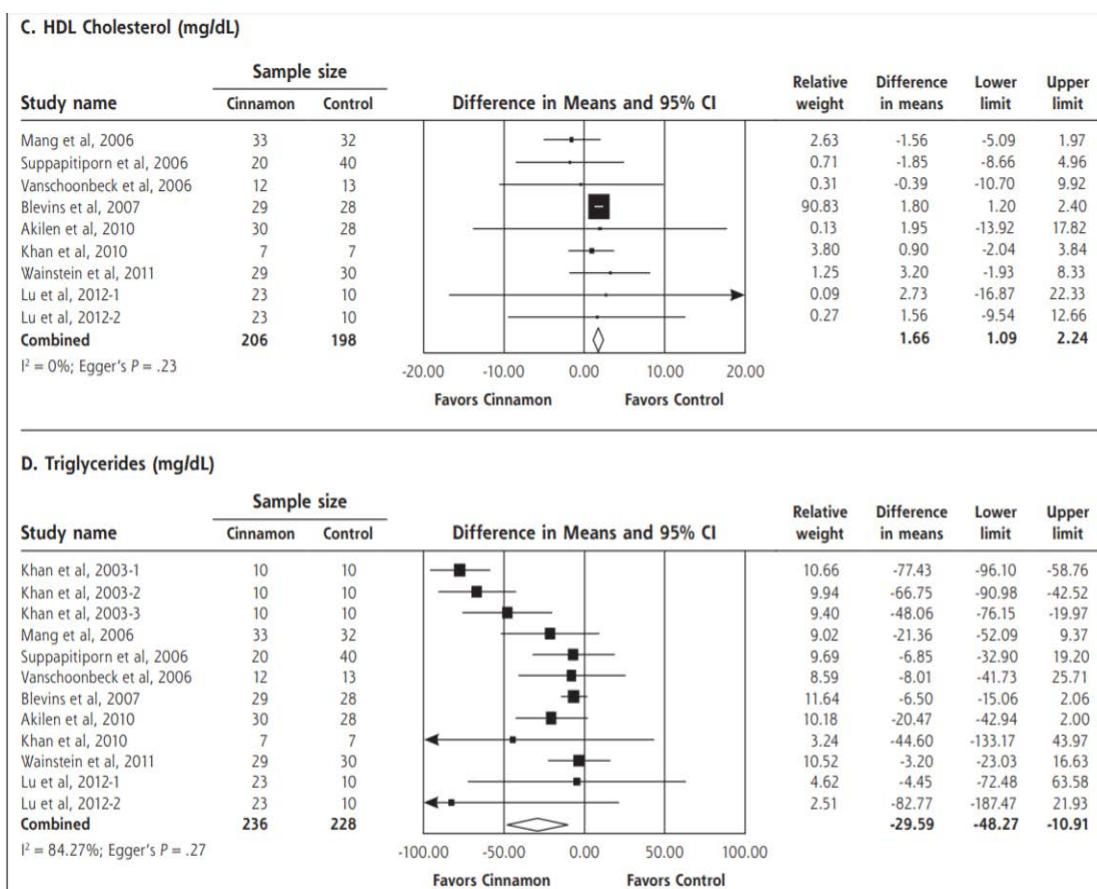 C. HDL Cholesterol (mg/dL)
Sample size
Relative Difference Lower Upper
Study name Cinnamon Control Difference in Means and 95% CI weight in means limit limit
Mang et al, 2006 33 32 2.63 -1.56 -5.09 1.97
Suppapitiporn et al, 2006 20 40 0.71 -1.85 -8.66 4.96
Vanschoonbeck et al, 2006 12 13 0.31 -0.39 -10.70 9.92
Blevins et al, 2007 29 28 90.83 1.80 1.20 2.40
Akilen et al, 2010 30 28 0.13 1.95 -13.92 17.82
Khan et al, 2010 7 7 3.80 0.90 -2.04 3.84
Wainstein et al, 2011 29 30 1.25 3.20 -1.93 8.33
Lu et al, 2012-1 23 10 0.09 2.73 -16.87 22.33
Lu et al, 2012-2 23 10 0.27 1.56 -9.54 12.66
Combined 206 198 1.66 1.09 2.24
I² = 0%; Egger's P = .23
-20.00 -10.00 0.00 10.00 20.00
Favors Cinnamon Favors Control
D. Triglycerides (mg/dL)
Sample size
Relative Difference Lower Upper
Study name Cinnamon Control Difference in Means and 95% CI weight in means limit limit
Khan et al, 2003-1 10 10 10.66 -77.43 -96.10 -58.76
Khan et al, 2003-2 10 10 9.94 -66.75 -90.98 -42.52
Khan et al, 2003-3 10 10 9.40 -48.06 -76.15 -19.97
Mang et al, 2006 33 32 9.02 -21.36 -52.09 9.37
Suppapitiporn et al, 2006 20 40 9.69 -6.85 -32.90 19.20
Vanschoonbeck et al, 2006 12 13 8.59 -8.01 -41.73 25.71
Blevins et al, 2007 29 28 11.64 -6.50 -15.06 2.06
Akilen et al, 2010 30 28 10.18 -20.47 -42.94 2.00
Khan et al, 2010 7 7 3.24 -44.60 -133.17 43.97
Wainstein et al, 2011 29 30 10.52 -3.20 -23.03 16.63
Lu et al, 2012-1 23 10 4.62 -4.45 -72.48 63.58
Lu et al, 2012-2 23 10 2.51 -82.77 -187.47 21.93
Combined 236 228 -29.59 -48.27 -10.91
I² = 84.27%; Egger's P = .27
-100.00 -50.00 0.00 50.00 100.00
Favors Cinnamon Favors Control